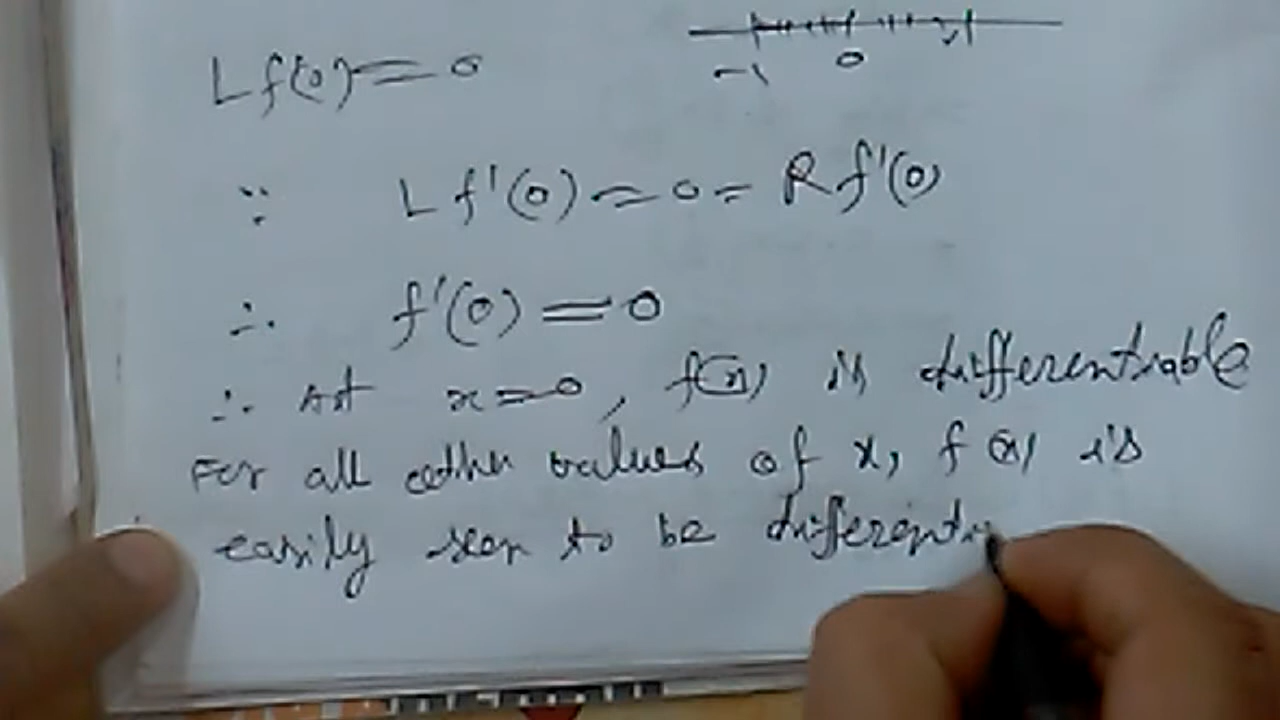 Lf(0) = 0
-1 0 1
∵ Lf'(0) = 0 = Rf'(0)
∴ f'(0) = 0
∴ At x = 0, f(x) is differentiable
For all other values of x, f(x) is
easily seen to be differenti